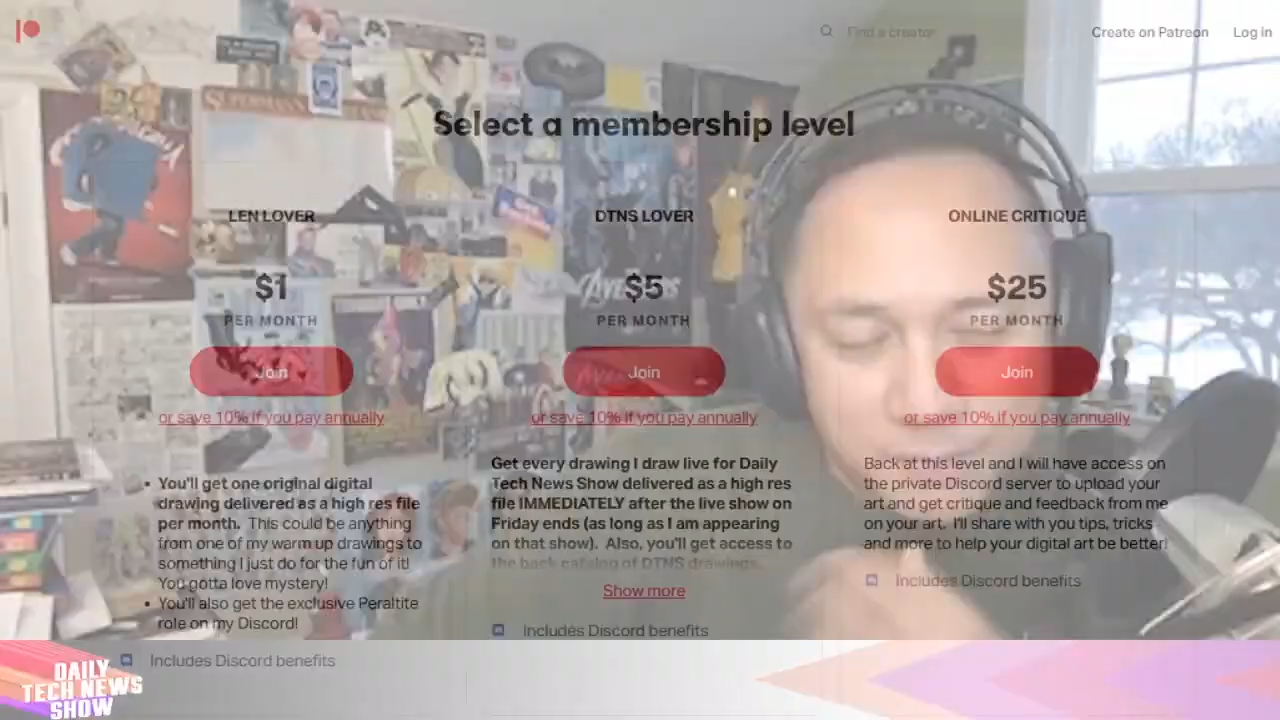 Find a creator
Create on Patreon
Log in
SUPERMAN
Select a membership level
LEN LOVER
$1
PER MONTH
Join
or save 10% if you pay annually
You'll get one original digital
drawing delivered as a high res file
per month. This could be anything
from one of my warm up drawings to
something I just do for the fun of it!
You gotta love mystery!
You'll also get the exclusive Peraltite
role on my Discord!
Includes Discord benefits
DTNS LOVER
AVENGERS
$5
PER MONTH
Join
or save 10% if you pay annually
Get every drawing I draw live for Daily
Tech News Show delivered as a high res
file IMMEDIATELY after the live show on
Friday ends (as long as I am appearing
on that show). Also, you'll get access to
the back catalog of DTNS drawings.
Show more
Includes Discord benefits
ONLINE CRITIQUE
$25
PER MONTH
Join
or save 10% if you pay annually
Back at this level and I will have access on
the private Discord server to upload your
art and get critique and feedback from me
on your art. I'll share with you tips, tricks
and more to help your digital art be better!
Includes Discord benefits
DAILY
TECH NEWS
SHOW